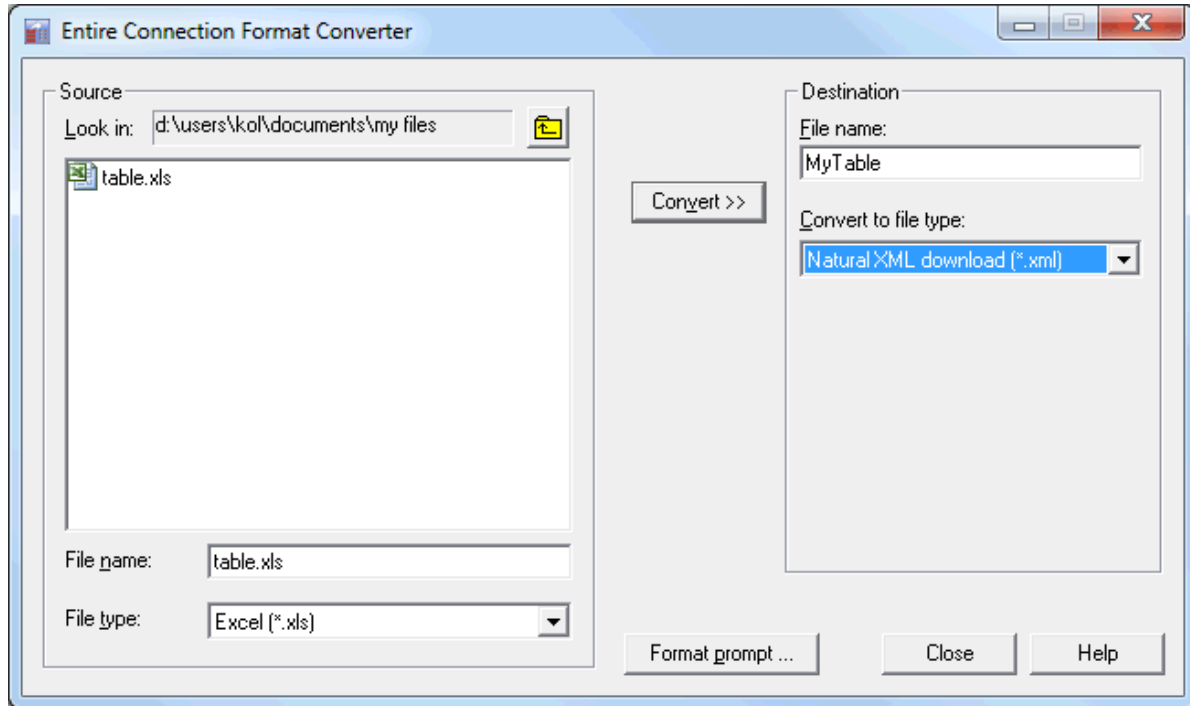 Entire Connection Format Converter
Source
Look in: d:\users\kol\documents\my files
table.xls
File name: table.xls
File type: Excel (*.xls)
Convert >>
Destination
File name:
MyTable
Convert to file type:
Natural XML download (*.xml)
Format prompt ...
Close
Help